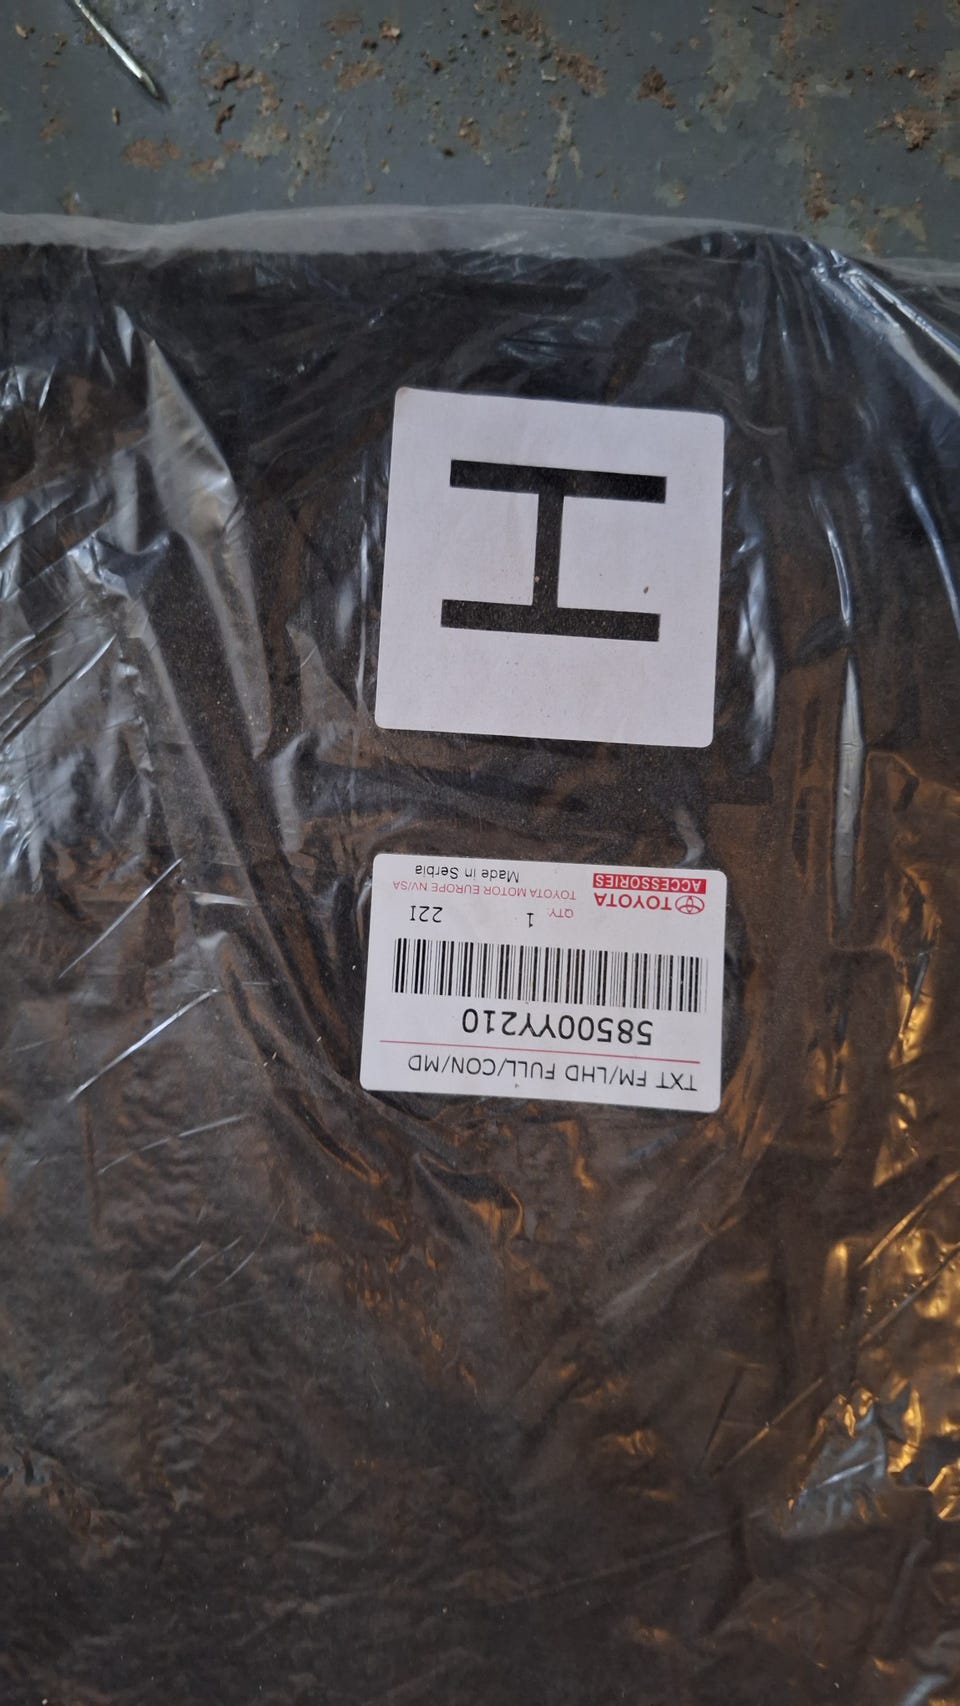 H
TXT FM/LHD FULL/CON/MD
58500YY210
TOYOTA
ACCESSORIES
QTY: 1 22I
TOYOTA MOTOR EUROPE NV/SA
Made in Serbia